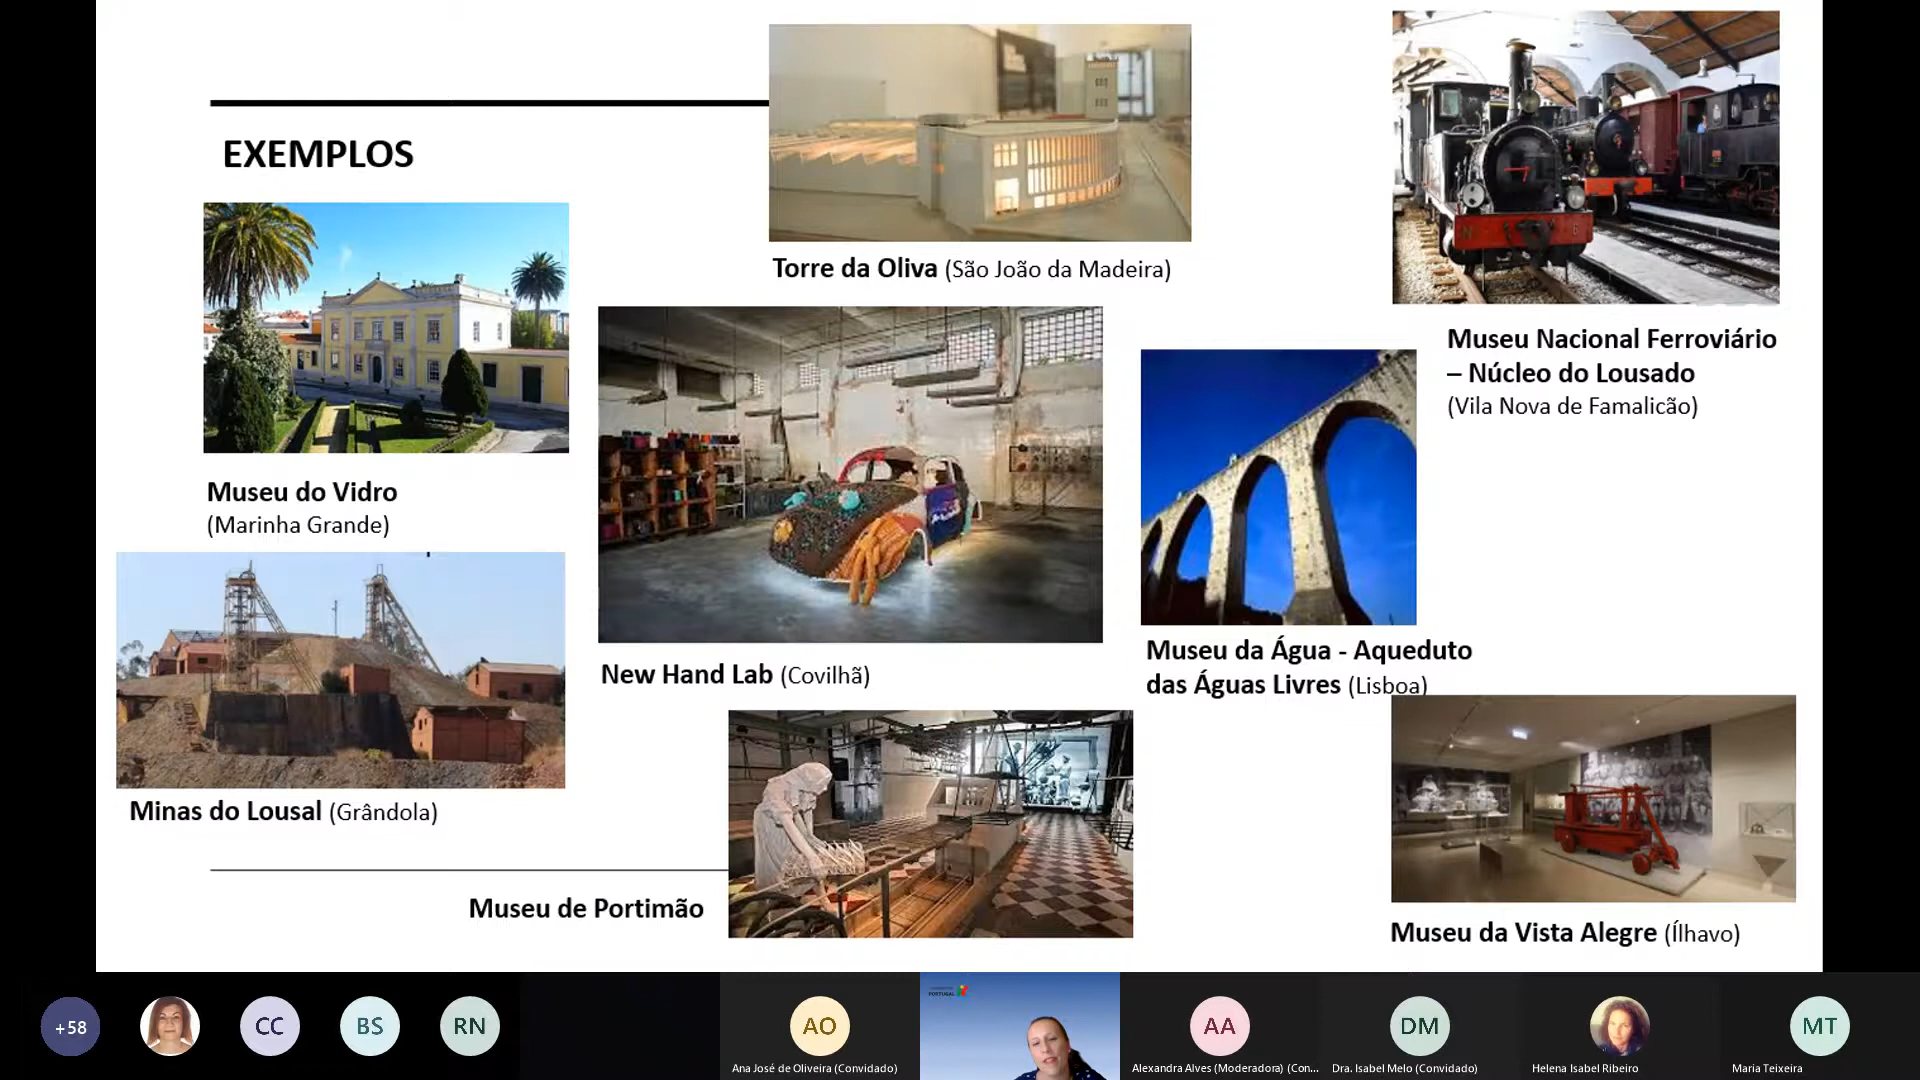 EXEMPLOS
Torre da Oliva (São João da Madeira)
Museu Nacional Ferroviário
– Núcleo do Lousado
(Vila Nova de Famalicão)
Museu do Vidro
(Marinha Grande)
New Hand Lab (Covilhã)
Museu da Água - Aqueduto
das Águas Livres (Lisboa)
Minas do Lousal (Grândola)
Museu de Portimão
Museu da Vista Alegre (Ílhavo)
+58
CC
BS
RN
AO
Ana José de Oliveira (Convidado)
PORTUGAL
AA
Alexandra Alves (Moderadora) (Con...
DM
Dra. Isabel Melo (Convidado)
Helena Isabel Ribeiro
MT
Maria Teixeira